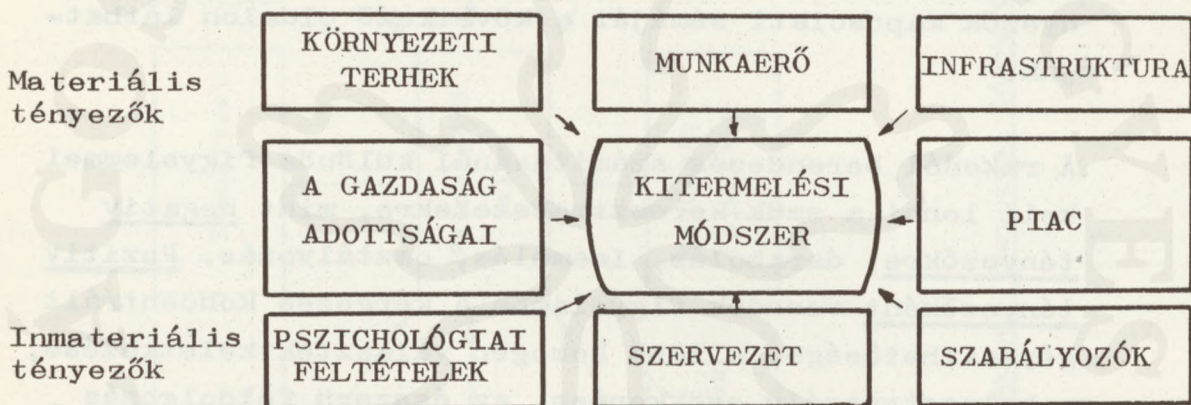 KÖRNYEZETI
TERHEK
MUNKAERŐ
INFRASTRUKTURA
Materiális
tényezők
A GAZDASÁG
ADOTTSÁGAI
KITERMELÉSI
MÓDSZER
PIAC
Inmateriális
tényezők
PSZICHOLÓGIAI
FELTÉTELEK
SZERVEZET
SZABÁLYOZÓK